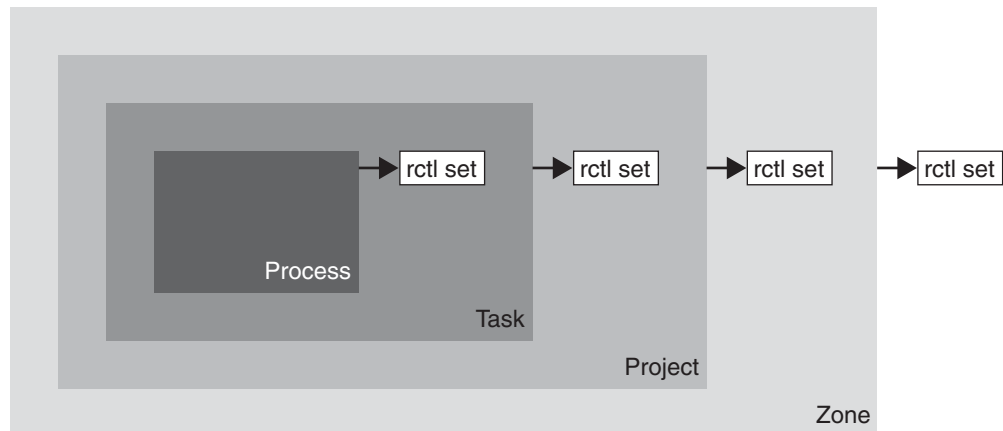 rctl set
rctl set
rctl set
rctl set
Process
Task
Project
Zone